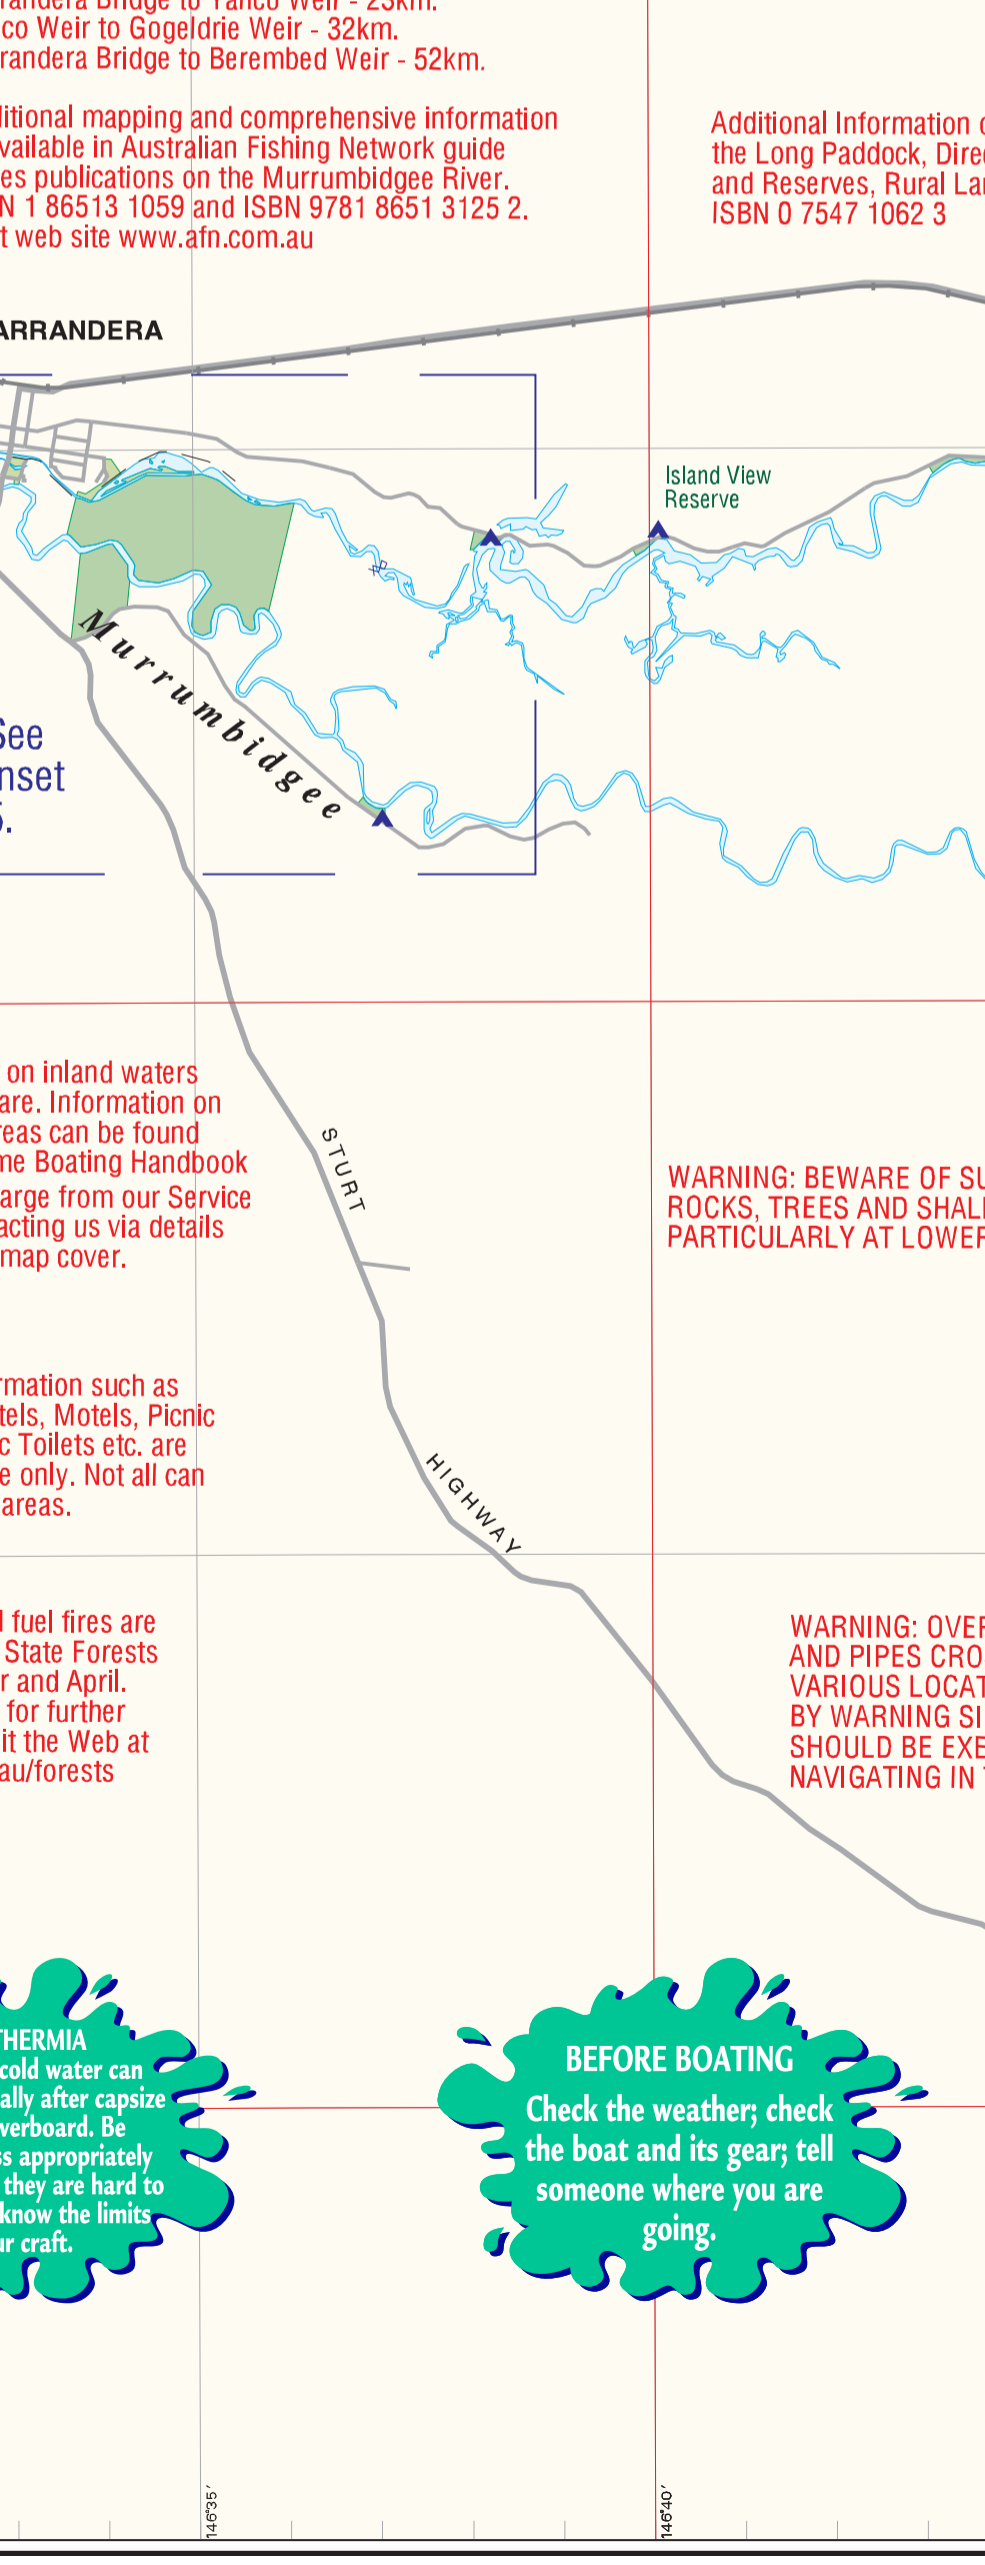 Yanco Weir - 23km.
co Weir to Gogeldrie Weir - 32km.
randera Bridge to Berembed Weir - 52km.
litional mapping and comprehensive information
vailable in Australian Fishing Network guide
es publications on the Murrumbidgee River.
N 1 86513 1059 and ISBN 9781 8651 3125 2.
t web site www.afn.com.au
Additional Information
the Long Paddock, Dire
and Reserves, Rural La
ISBN 0 7547 1062 3
ARRANDERA
Island View
Reserve
Murrumbidgee
See
nset
5.
on inland waters
are. Information on
reas can be found
me Boating Handbook
arge from our Service
acting us via details
map cover.
STURT
WARNING: BEWARE OF SU
ROCKS, TREES AND SHAL
PARTICULARLY AT LOWER
rmation such as
tels, Motels, Picnic
c Toilets etc. are
e only. Not all can
areas.
HIGHWAY
l fuel fires are
State Forests
r and April.
for further
it the Web at
au/forests
WARNING: OVER
AND PIPES CRO
VARIOUS LOCAT
BY WARNING SI
SHOULD BE EXE
NAVIGATING IN
THERMIA
cold water can
ally after capsize
verboard. Be
ss appropriately
they are hard to
know the limits
ur craft.
BEFORE BOATING
Check the weather; check
the boat and its gear; tell
someone where you are
going.
146°35′
146°40′